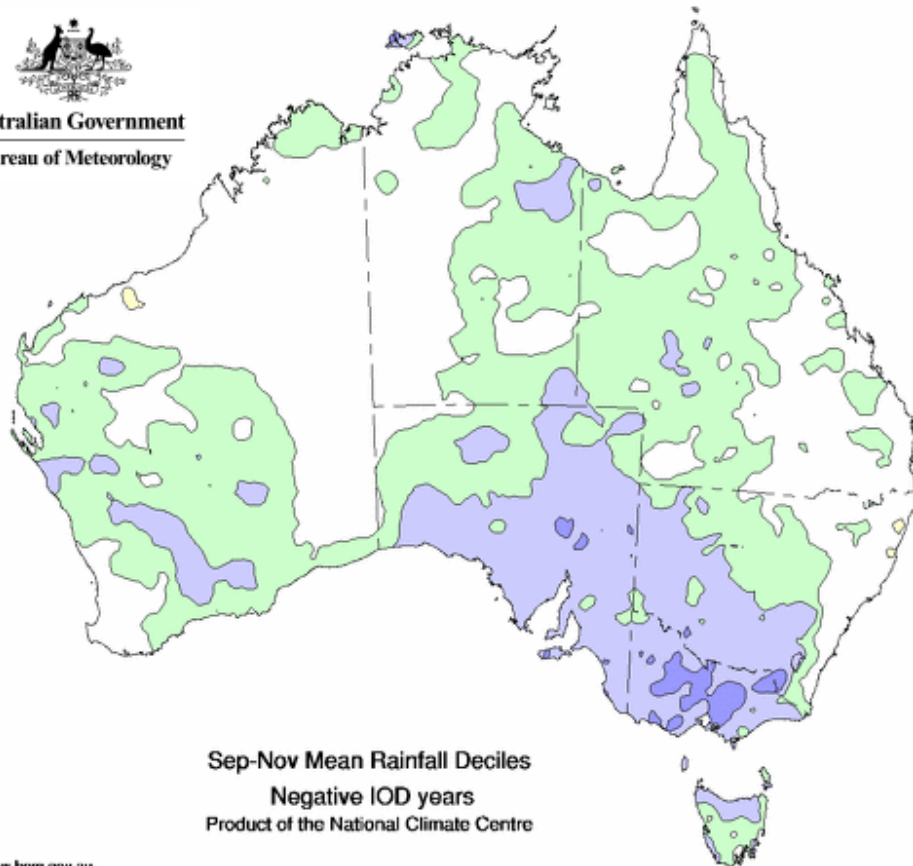 tralian Government
reau of Meteorology
Sep-Nov Mean Rainfall Deciles
Negative IOD years
Product of the National Climate Centre